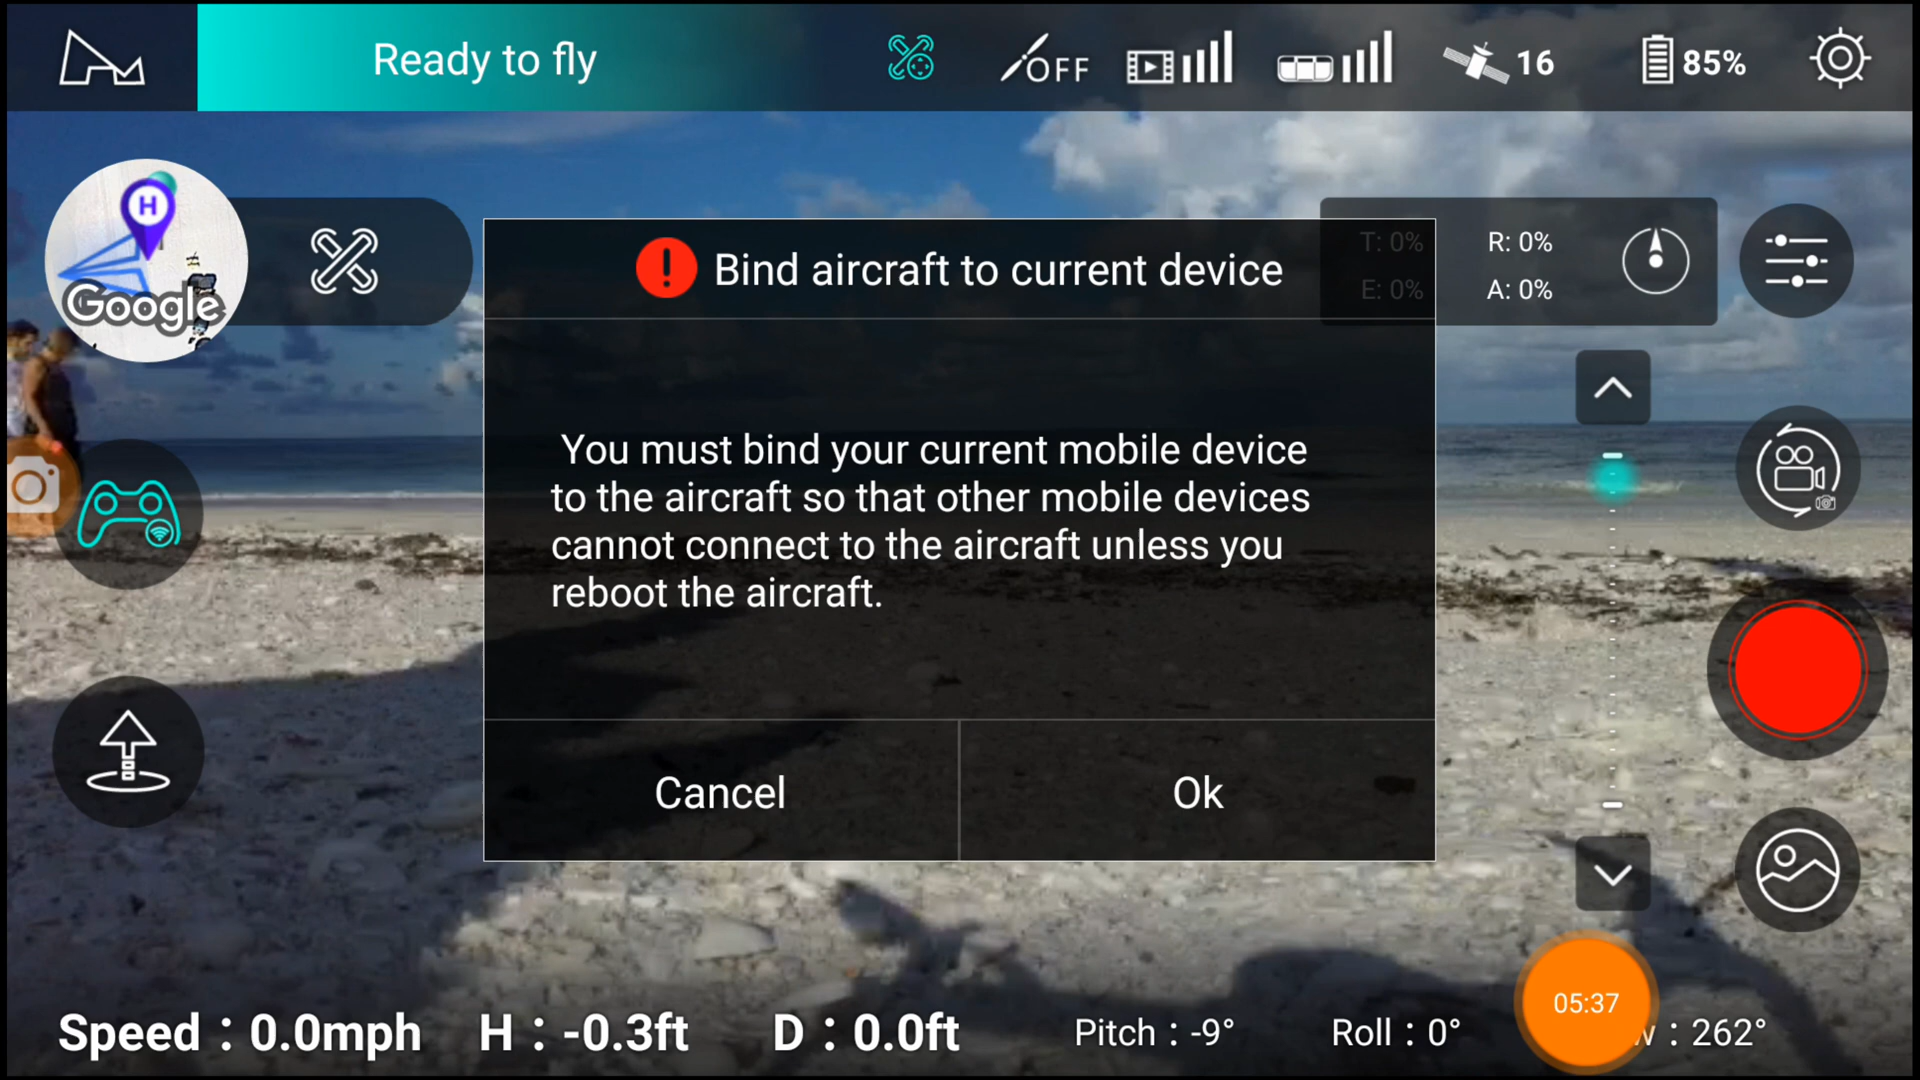 Ready to fly
OFF
16
85%
H
Google
Bind aircraft to current device
T: 0%
R: 0%
E: 0%
A: 0%
You must bind your current mobile device
to the aircraft so that other mobile devices
cannot connect to the aircraft unless you
reboot the aircraft.
Cancel
Ok
05:37
Speed : 0.0mph
H : -0.3ft
D : 0.0ft
Pitch : -9°
Roll : 0°
w : 262°